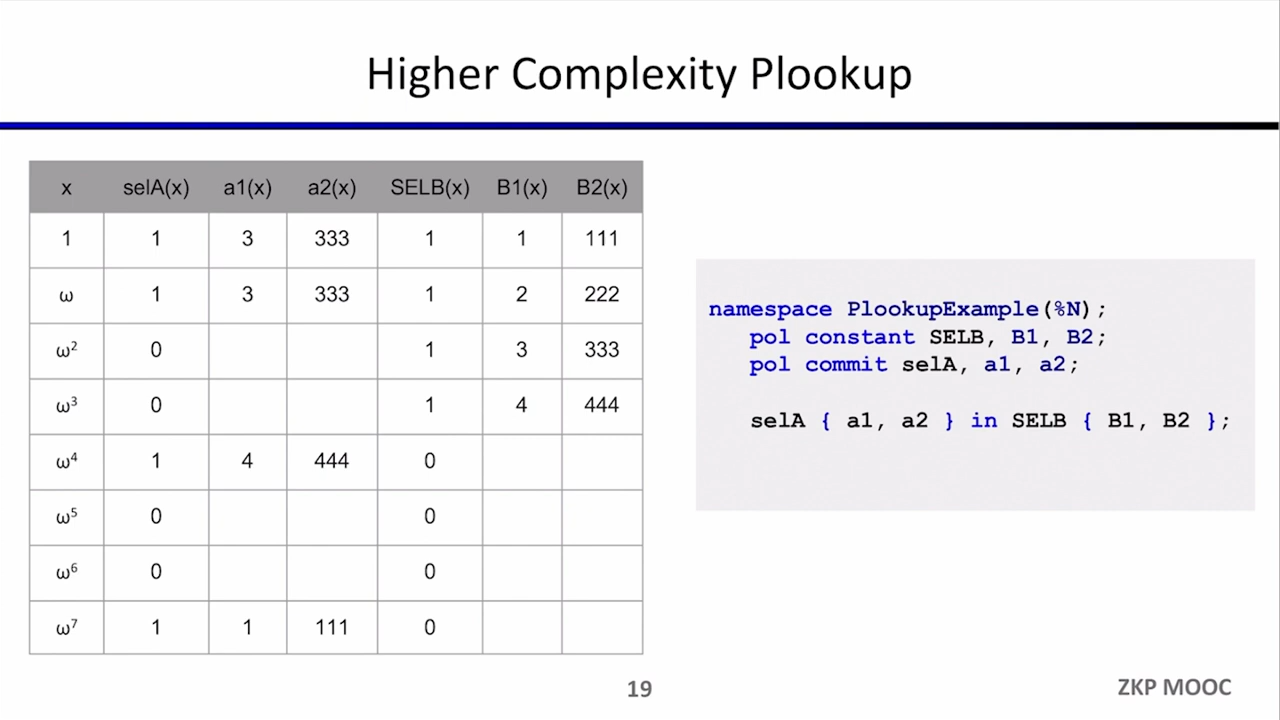 Higher Complexity Plookup
x selA(x) a1(x) a2(x) SELB(x) B1(x) B2(x)
1 1 3 333 1 1 111
ω 1 3 333 1 2 222
ω² 0 1 3 333
ω³ 0 1 4 444
ω⁴ 1 4 444 0
ω⁵ 0 0
ω⁶ 0 0
ω⁷ 1 1 111 0
namespace PlookupExample(%N);
pol constant SELB, B1, B2;
pol commit selA, a1, a2;
selA { a1, a2 } in SELB { B1, B2 };
19
ZKP MOOC